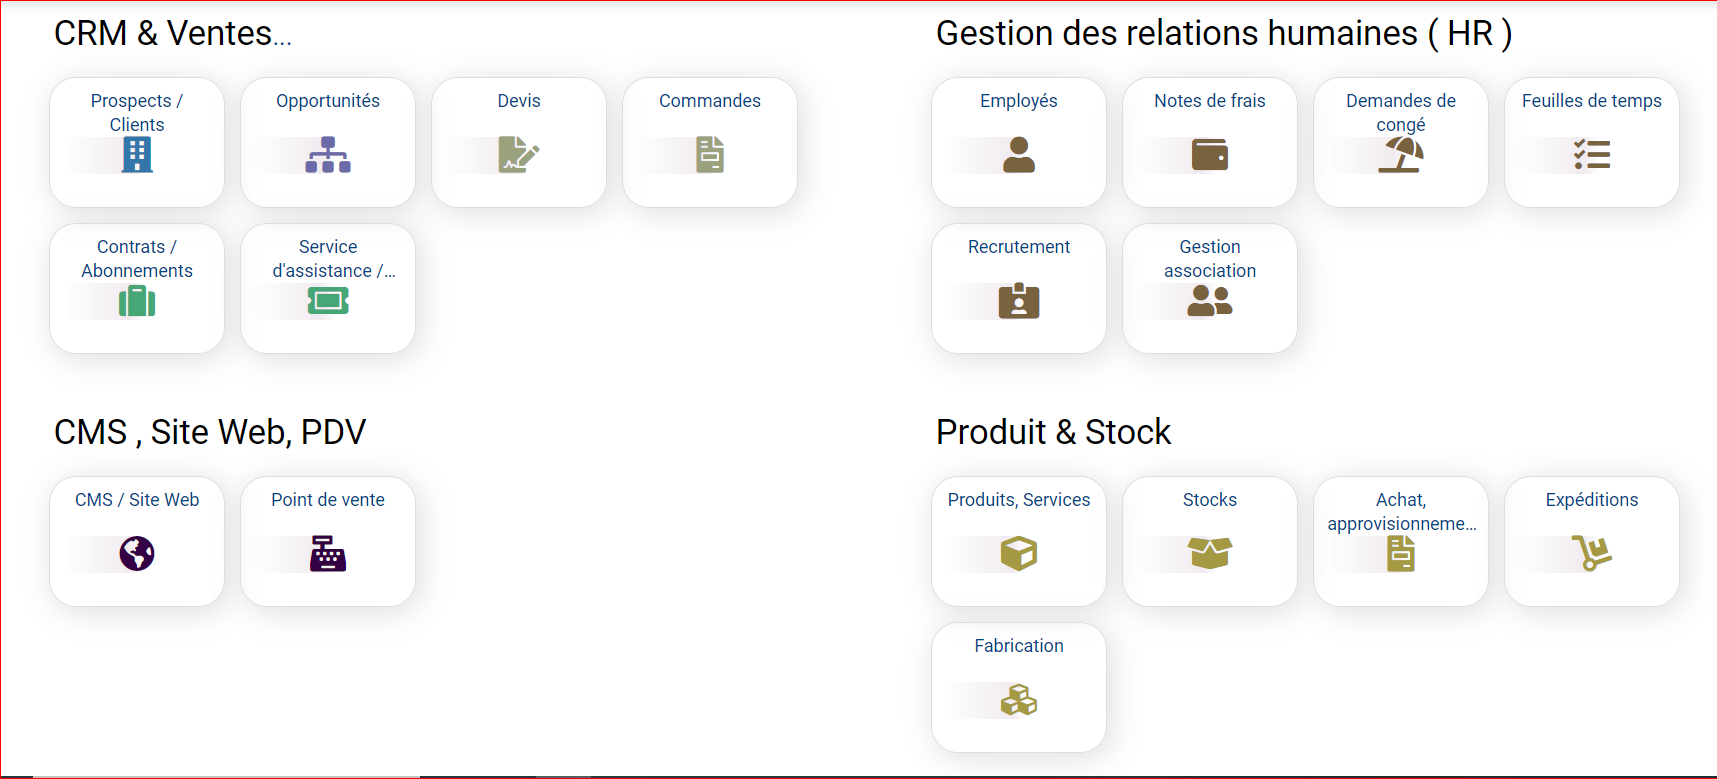 CRM & Ventes...
Prospects /
Clients
Opportunités
Devis
Commandes
Contrats /
Abonnements
Service
d'assistance /...
Gestion des relations humaines ( HR )
Employés
Notes de frais
Demandes de
congé
Feuilles de temps
Recrutement
Gestion
association
CMS , Site Web, PDV
CMS / Site Web
Point de vente
Produit & Stock
Produits, Services
Stocks
Achat,
approvisionneme...
Expéditions
Fabrication